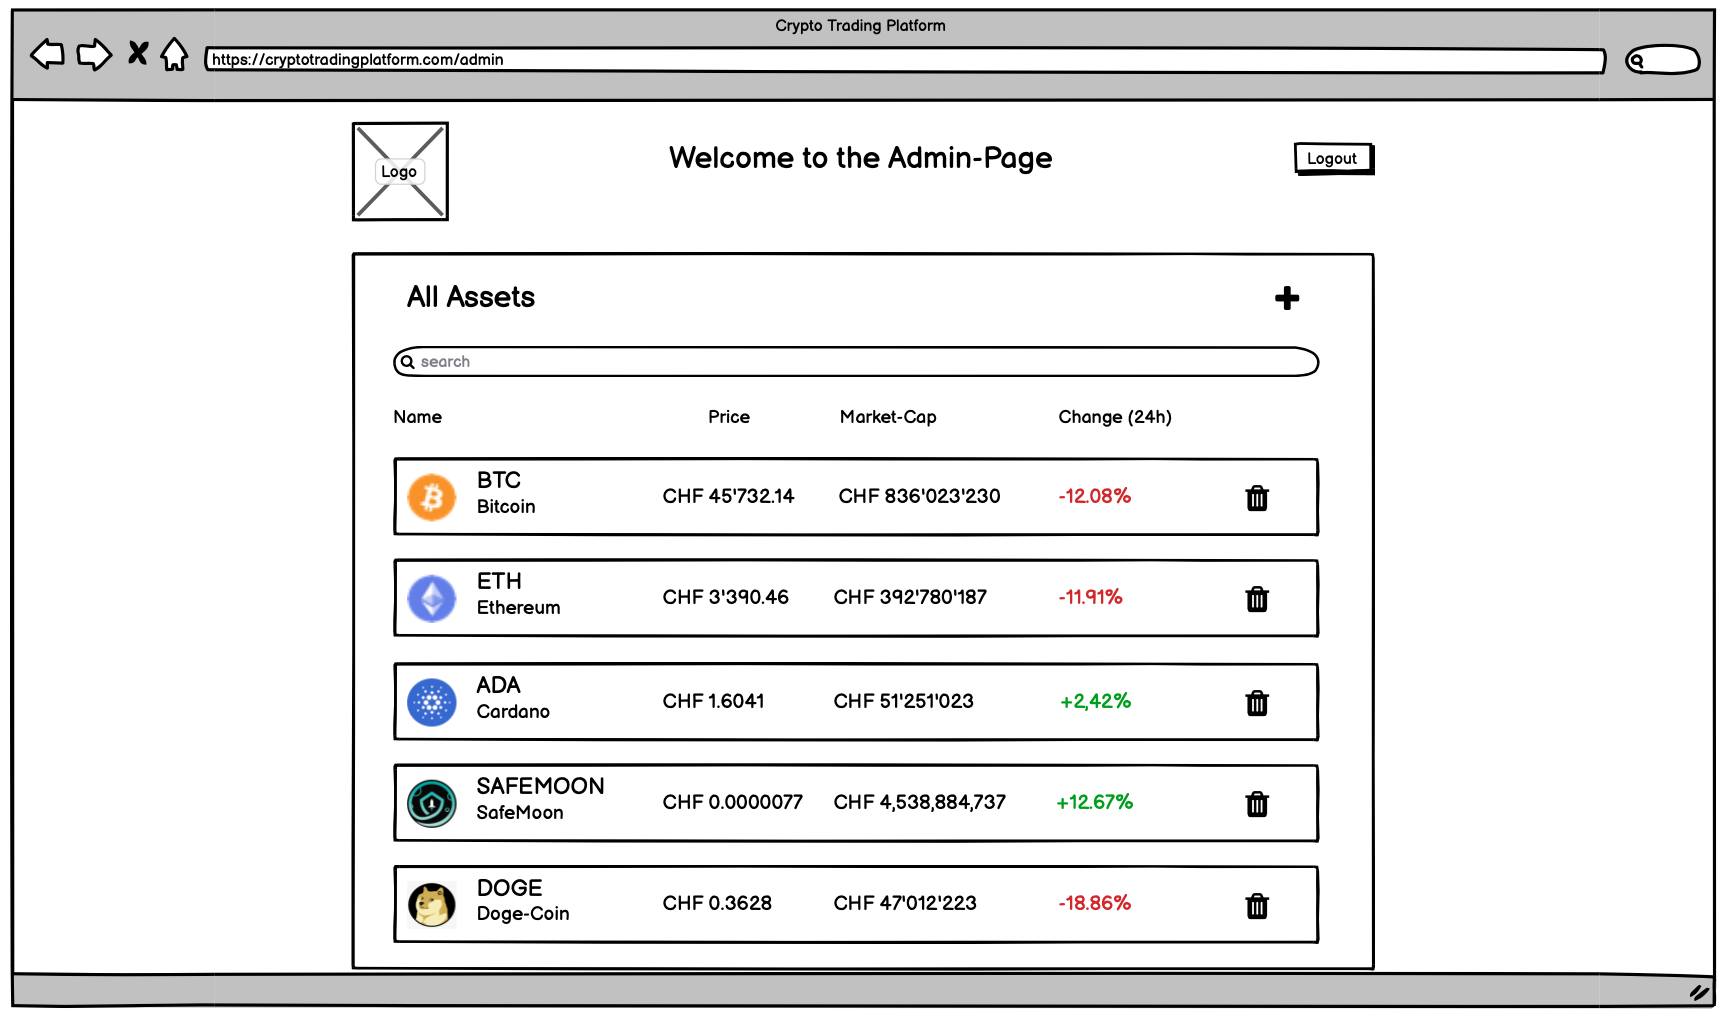 Crypto Trading Platform
https://cryptotradingplatform.com/admin
Logo
Welcome to the Admin-Page
Logout
All Assets
search
Name Price Market-Cap Change (24h)
BTC
Bitcoin
CHF 45'732.14 CHF 836'023'230 -12.08%
ETH
Ethereum
CHF 3'390.46 CHF 392'780'187 -11.91%
ADA
Cardano
CHF 1.6041 CHF 51'251'023 +2,42%
SAFEMOON
SafeMoon
CHF 0.0000077 CHF 4,538,884,737 +12.67%
DOGE
Doge-Coin
CHF 0.3628 CHF 47'012'223 -18.86%